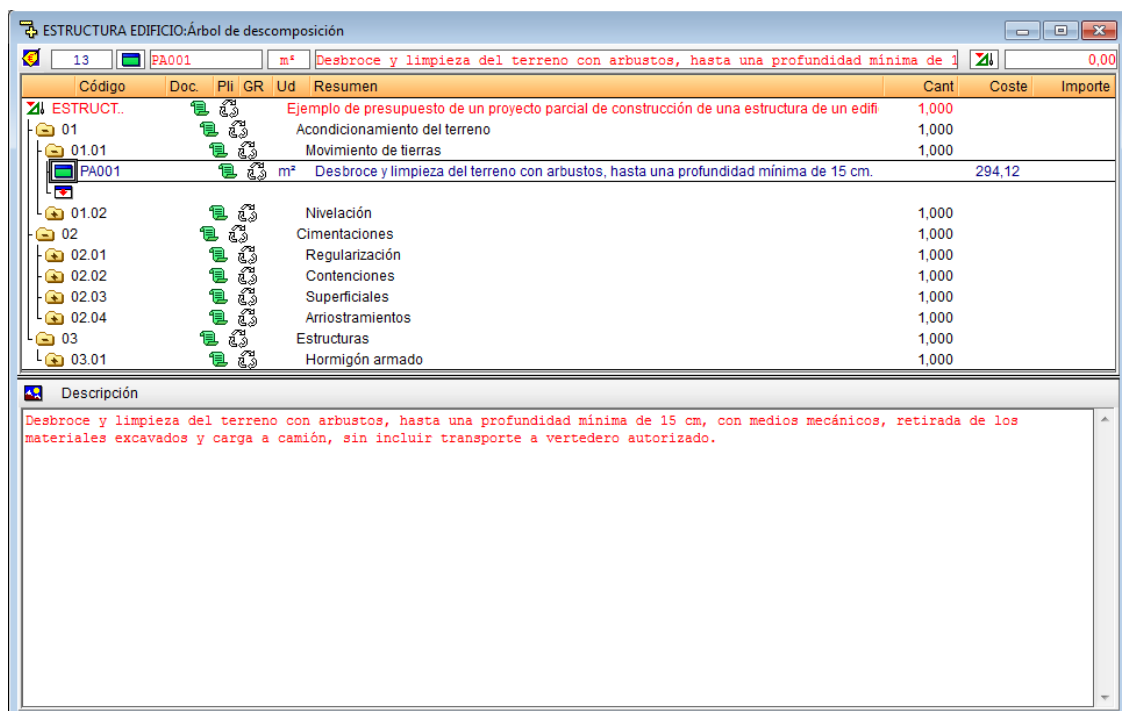 ESTRUCTURA EDIFICIO:Árbol de descomposición
13 PA001 m² Desbroce y limpieza del terreno con arbustos, hasta una profundidad mínima de 1 0,00
Código Doc. Pli GR Ud Resumen Cant Coste Importe
ESTRUCT.. Ejemplo de presupuesto de un proyecto parcial de construcción de una estructura de un edifi 1,000
01 Acondicionamiento del terreno 1,000
01.01 Movimiento de tierras 1,000
PA001 m² Desbroce y limpieza del terreno con arbustos, hasta una profundidad mínima de 15 cm. 294,12
01.02 Nivelación 1,000
02 Cimentaciones 1,000
02.01 Regularización 1,000
02.02 Contenciones 1,000
02.03 Superficiales 1,000
02.04 Arriostramientos 1,000
03 Estructuras 1,000
03.01 Hormigón armado 1,000
Descripción
Desbroce y limpieza del terreno con arbustos, hasta una profundidad mínima de 15 cm, con medios mecánicos, retirada de los
materiales excavados y carga a camión, sin incluir transporte a vertedero autorizado.